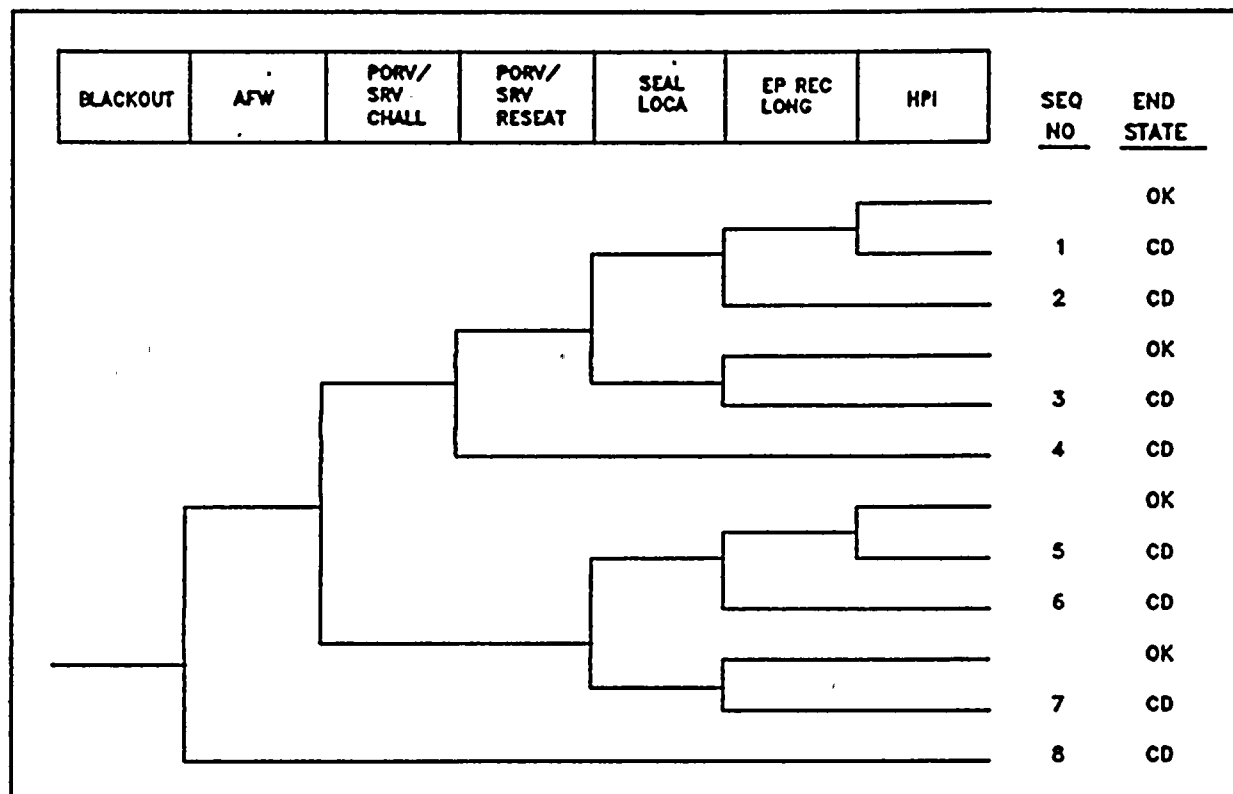 BLACKOUT
AFW
PORV/
SRV
CHALL
PORV/
SRV
RESEAT
SEAL
LOCA
EP REC
LONG
HPI
SEQ
NO
END
STATE
OK
1 CD
2 CD
OK
3 CD
4 CD
OK
5 CD
6 CD
OK
7 CD
8 CD